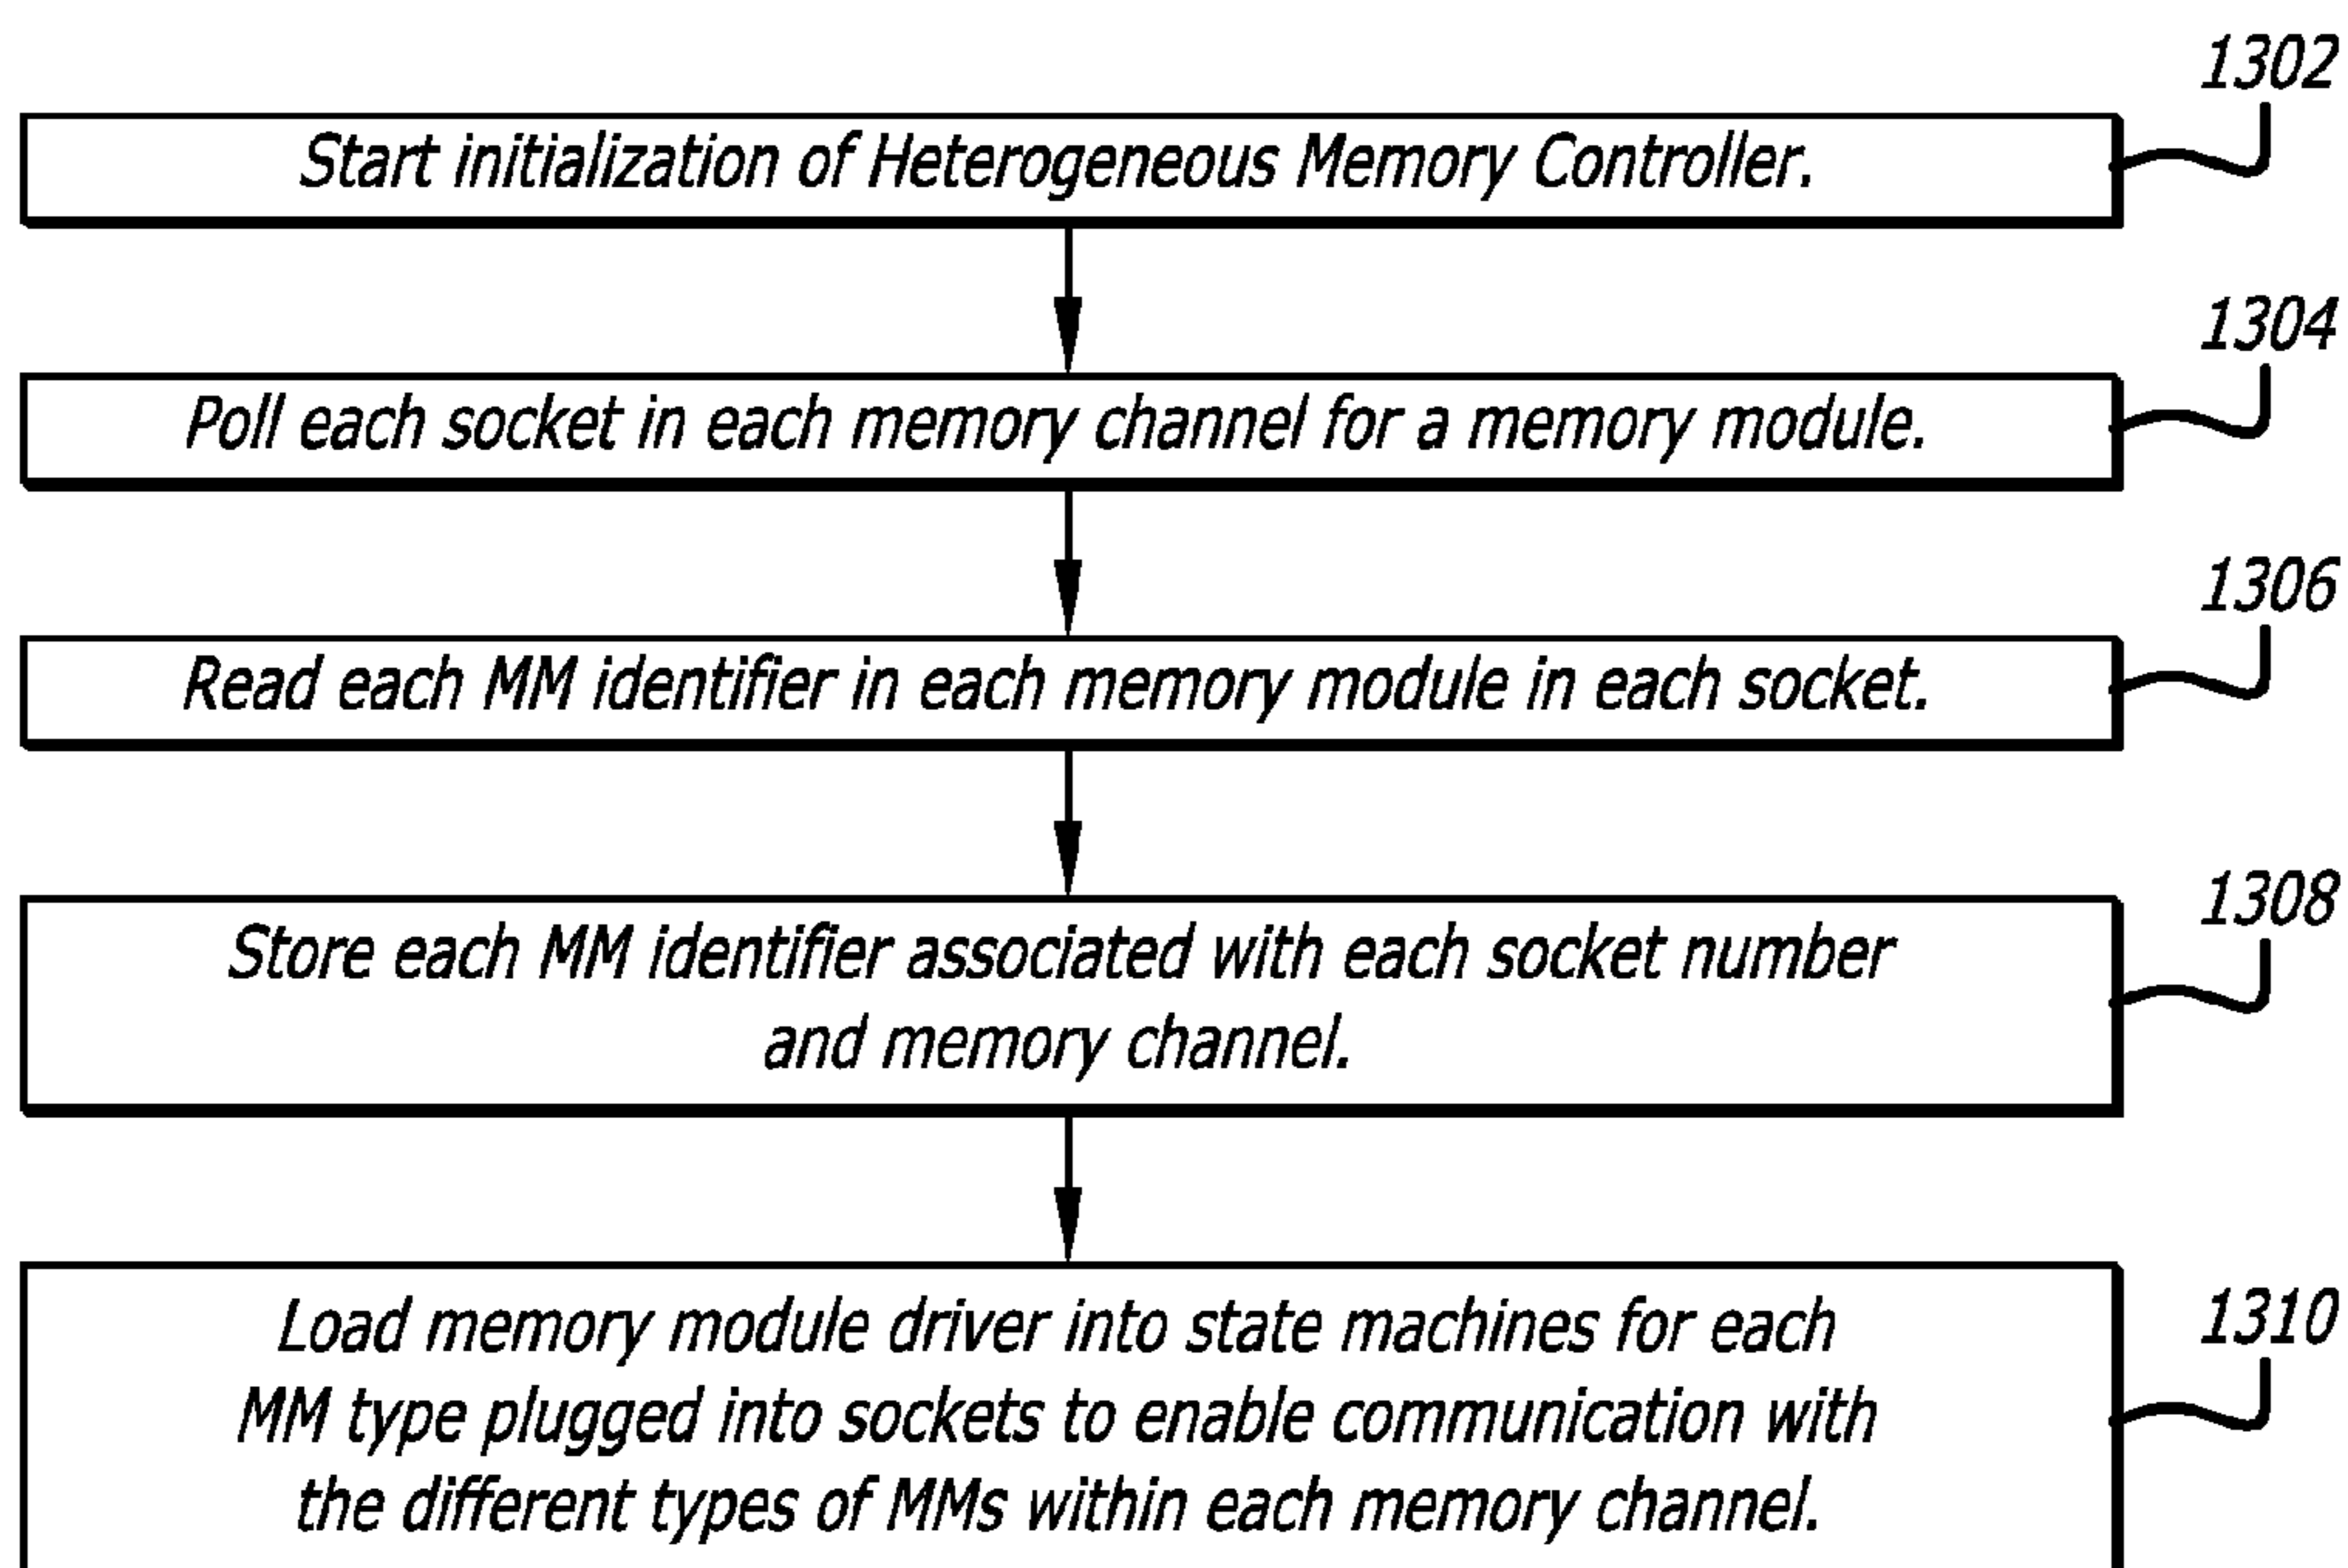 1302
Start initialization of Heterogeneous Memory Controller.
1304
Poll each socket in each memory channel for a memory module.
1306
Read each MM identifier in each memory module in each socket.
1308
Store each MM identifier associated with each socket number
and memory channel.
1310
Load memory module driver into state machines for each
MM type plugged into sockets to enable communication with
the different types of MMs within each memory channel.